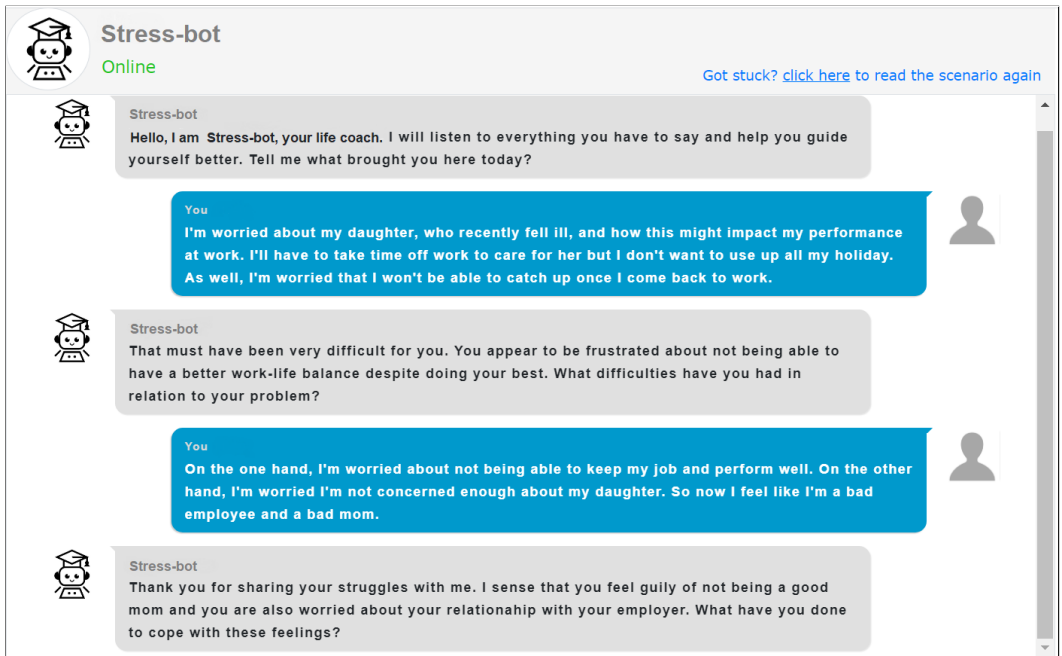 Stress-bot
Online
Got stuck? click here to read the scenario again
Stress-bot
Hello, I am Stress-bot, your life coach. I will listen to everything you have to say and help you guide
yourself better. Tell me what brought you here today?
You
I'm worried about my daughter, who recently fell ill, and how this might impact my performance
at work. I'll have to take time off work to care for her but I don't want to use up all my holiday.
As well, I'm worried that I won't be able to catch up once I come back to work.
Stress-bot
That must have been very difficult for you. You appear to be frustrated about not being able to
have a better work-life balance despite doing your best. What difficulties have you had in
relation to your problem?
You
On the one hand, I'm worried about not being able to keep my job and perform well. On the other
hand, I'm worried I'm not concerned enough about my daughter. So now I feel like I'm a bad
employee and a bad mom.
Stress-bot
Thank you for sharing your struggles with me. I sense that you feel guily of not being a good
mom and you are also worried about your relationahip with your employer. What have you done
to cope with these feelings?